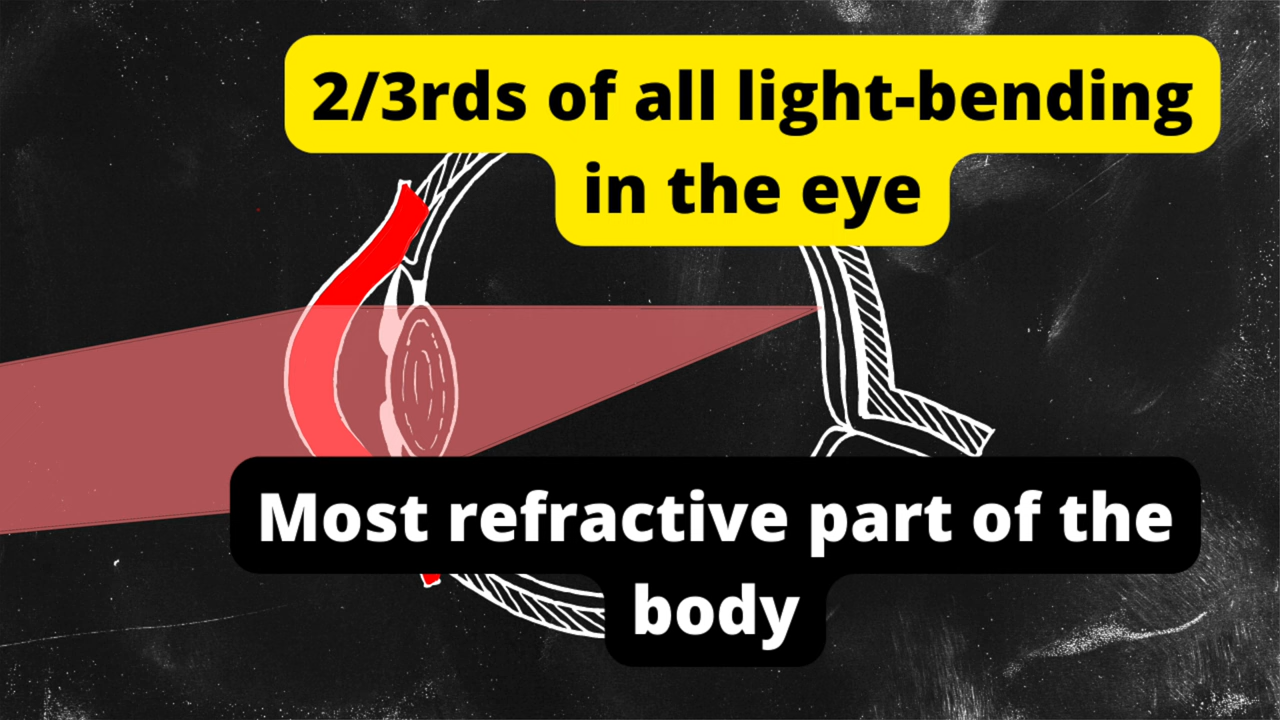 2/3rds of all light-bending
in the eye
Most refractive part of the
body